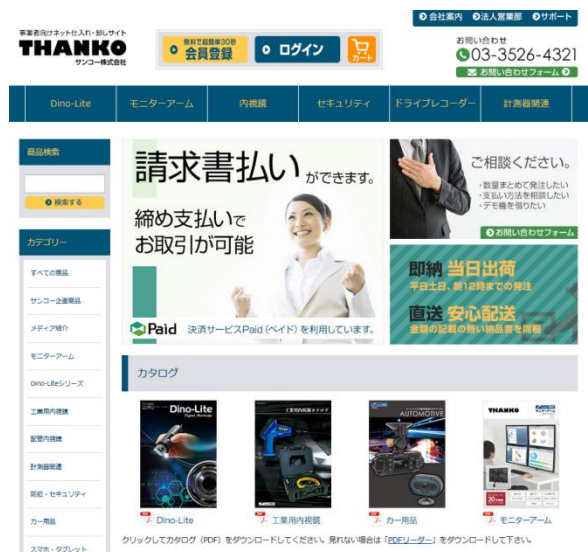 会社案内 法人営業部 サポート
事業者向けネット仕入れ・卸しサイト
THANKO
サンコー株式会社
無料で超簡単30秒
会員登録
ログイン
カート
お問い合わせ
03-3526-4321
お問い合わせフォーム
Dino-Lite モニターアーム 内視鏡 セキュリティ ドライブレコーダー 計測器関連
商品検索
検索する
カテゴリー
すべての商品
サンコー企画商品
メディア紹介
モニターアーム
Dino-Liteシリーズ
工業用内視鏡
配管内視鏡
計測器関連
防犯・セキュリティ
カー用品
スマホ・タブレット
請求書払いができます。
締め支払いで
お取引が可能
Paid 決済サービスPaid (ペイド) を利用しています。
ご相談ください。
・数量まとめて発注したい
・支払い方法を相談したい
・デモ機を借りたい
お問い合わせフォーム
即納 当日出荷
平日土日、朝12時までの発注
直送 安心配送
金額の記載の無い納品書を同梱
カタログ
Dino-Lite
工業用内視鏡カタログ
AUTOMOTIVE
THANKO
モニターアーム
Dino-Lite
工業用内視鏡
カー用品
モニターアーム
クリックしてカタログ (PDF) をダウンロードしてください。見れない場合は「PDFリーダー」をダウンロードして下さい。